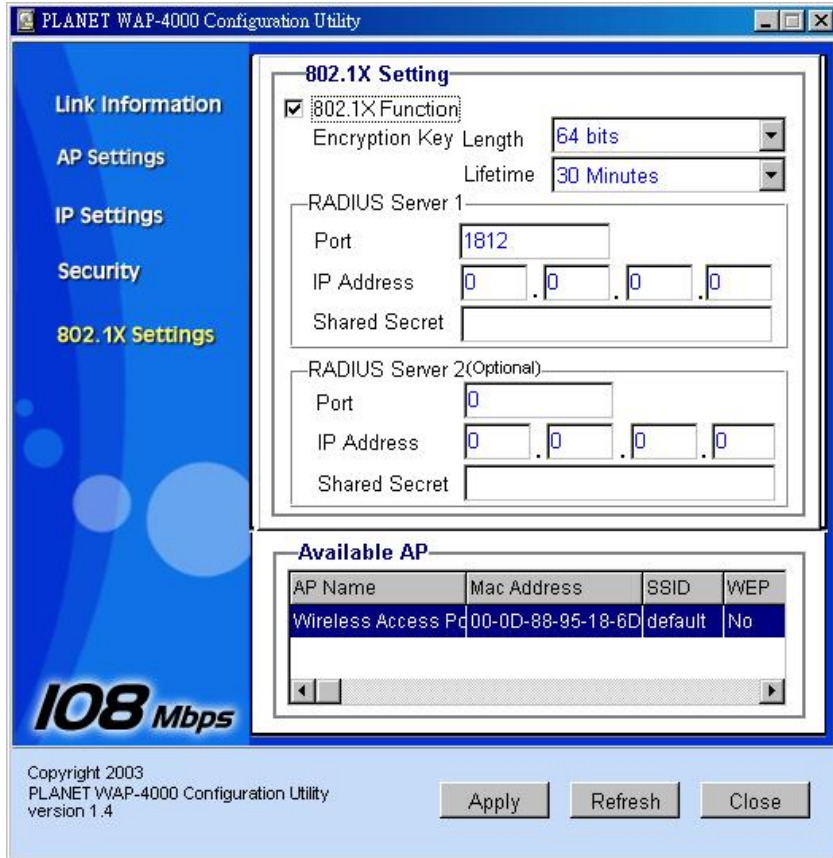 PLANET WAP-4000 Configuration Utility
Link Information
AP Settings
IP Settings
Security
802.1X Settings
802.1X Setting
802.1X Function
Encryption Key Length 64 bits
Lifetime 30 Minutes
RADIUS Server 1
Port 1812
IP Address 0 . 0 . 0 . 0
Shared Secret
RADIUS Server 2(Optional)
Port 0
IP Address 0 . 0 . 0 . 0
Shared Secret
Available AP
AP Name Mac Address SSID WEP
Wireless Access Po 00-0D-88-95-18-6D default No
108 Mbps
Copyright 2003
PLANET WAP-4000 Configuration Utility
version 1.4
Apply Refresh Close